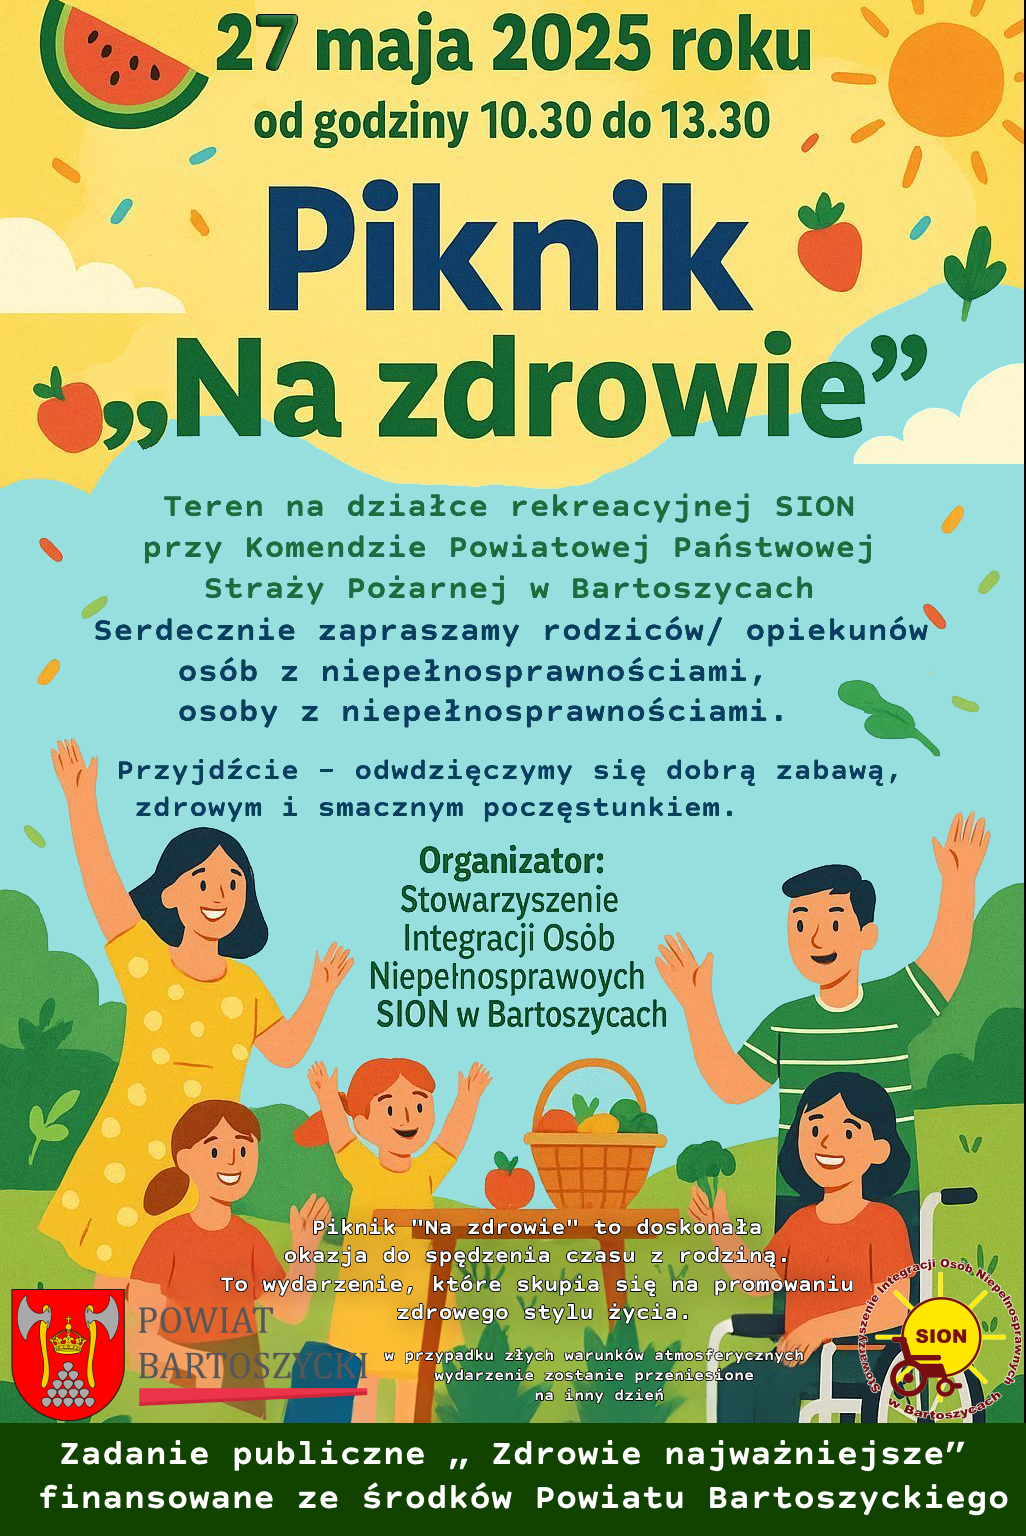 27 maja 2025 roku
od godziny 10.30 do 13.30
Piknik
„Na zdrowie”
Teren na działce rekreacyjnej SION
przy Komendzie Powiatowej Państwowej
Straży Pożarnej w Bartoszycach
Serdecznie zapraszamy rodziców/ opiekunów
osób z niepełnosprawnościami,
osoby z niepełnosprawnościami.
Przyjdźcie – odwdzięczymy się dobrą zabawą,
zdrowym i smacznym poczęstunkiem.
Organizator:
Stowarzyszenie
Integracji Osób
Niepełnosprawoych
SION w Bartoszycach
Piknik "Na zdrowie" to doskonała
okazja do spędzenia czasu z rodziną.
To wydarzenie, które skupia się na promowaniu
zdrowego stylu życia.
w przypadku złych warunków atmosferycznych
wydarzenie zostanie przeniesione
na inny dzień
POWIAT
BARTOSZYCKI
Stowarzyszenie Integracji Osób Niepełnosprawnych
SION
w Bartoszycach
Zadanie publiczne „ Zdrowie najważniejsze”
finansowane ze środków Powiatu Bartoszyckiego